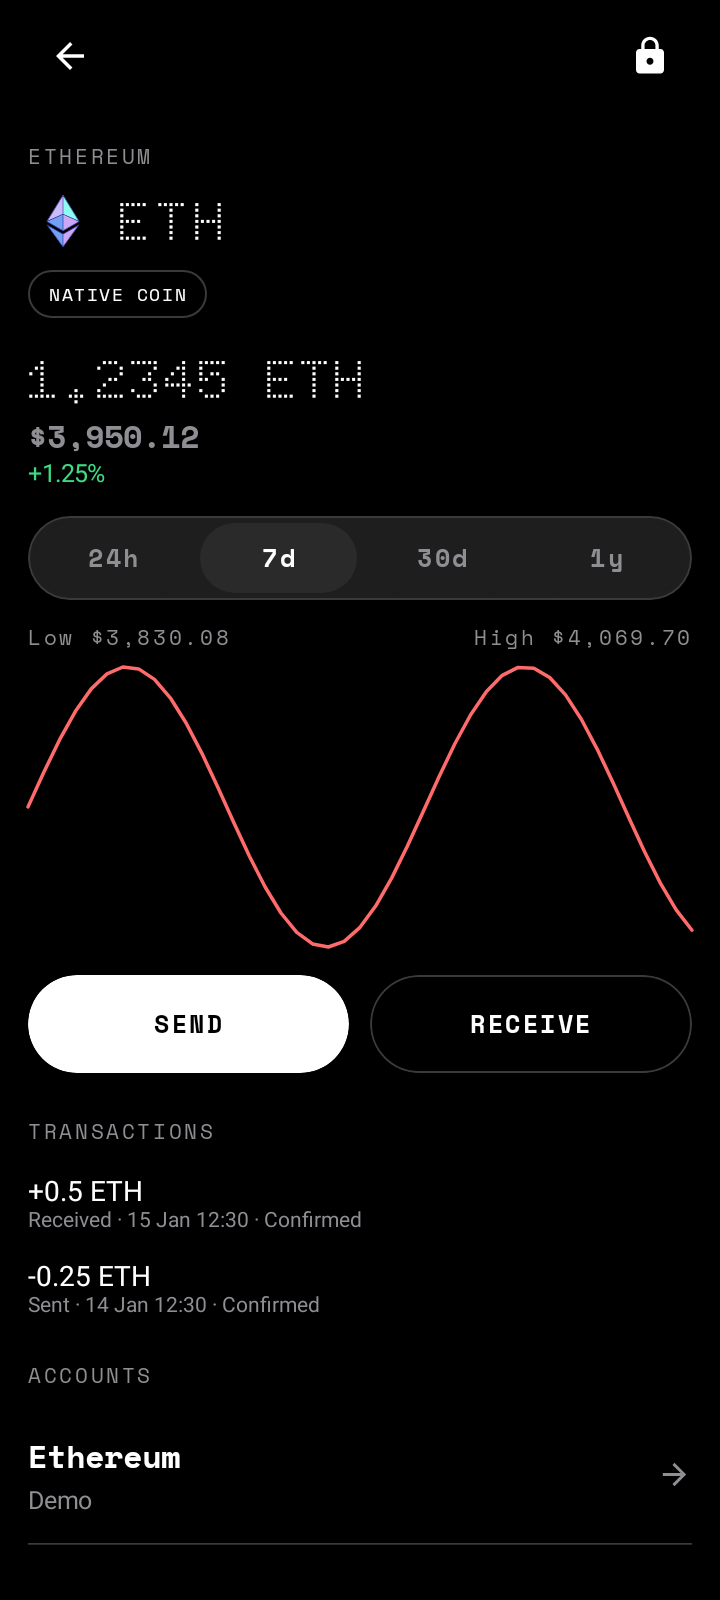 ETHEREUM
ETH
NATIVE COIN
1,2345 ETH
$3,950.12
+1.25%
24h 7d 30d 1y
Low $3,830.08 High $4,069.70
SEND RECEIVE
TRANSACTIONS
+0.5 ETH
Received · 15 Jan 12:30 · Confirmed
-0.25 ETH
Sent · 14 Jan 12:30 · Confirmed
ACCOUNTS
Ethereum
Demo